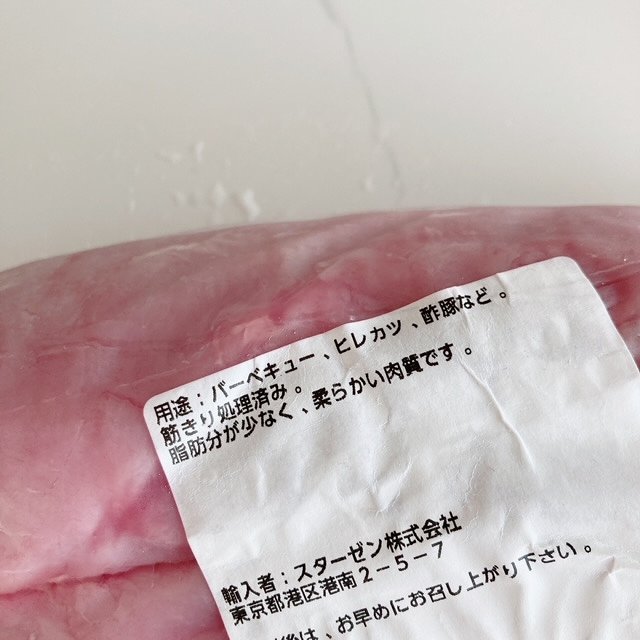 用途：バーベキュー、ヒレカツ、酢豚など。
筋きり処理済み。
脂肪分が少なく、柔らかい肉質です。
輸入者：スターゼン株式会社
東京都港区港南2-5-7
後は、お早めにお召し上がり下さい。